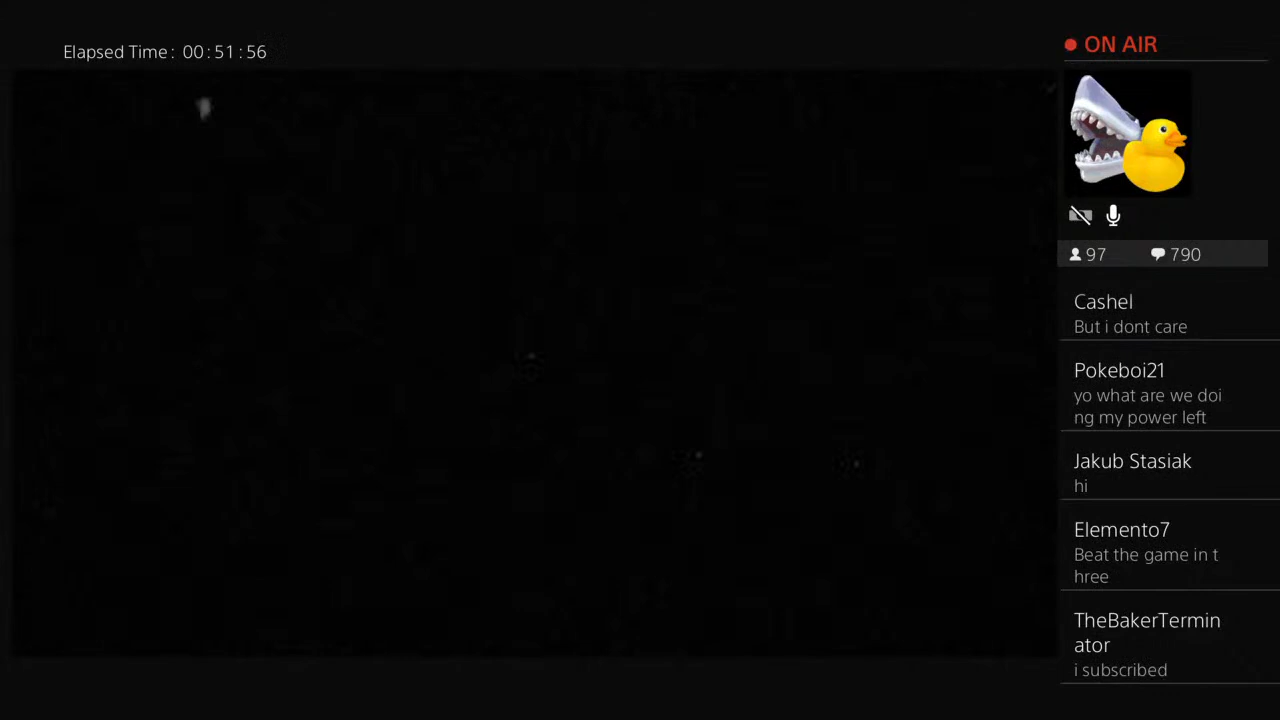 Elapsed Time: 00:51:56
ON AIR
97 790
Cashel
But i dont care
Pokeboi21
yo what are we doi
ng my power left
Jakub Stasiak
hi
Elemento7
Beat the game in t
hree
TheBakerTermin
ator
i subscribed